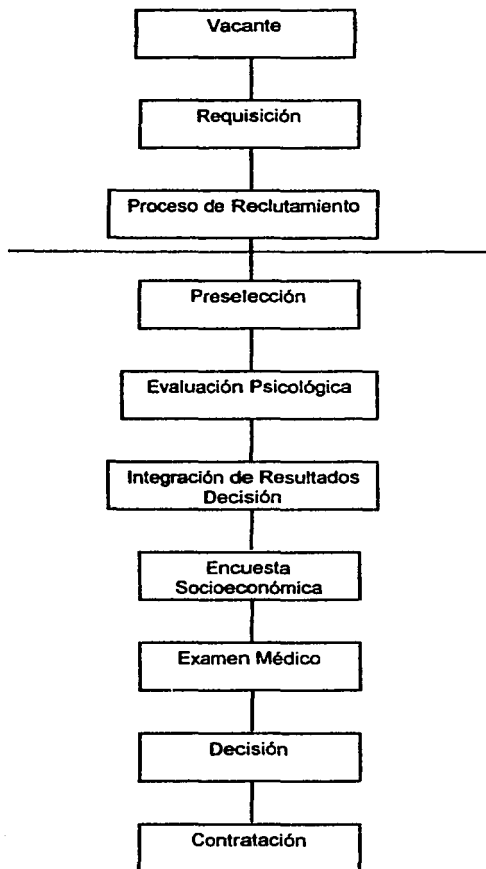 Vacante
Requisición
Proceso de Reclutamiento
Preselección
Evaluación Psicológica
Integración de Resultados
Decisión
Encuesta
Socioeconómica
Examen Médico
Decisión
Contratación